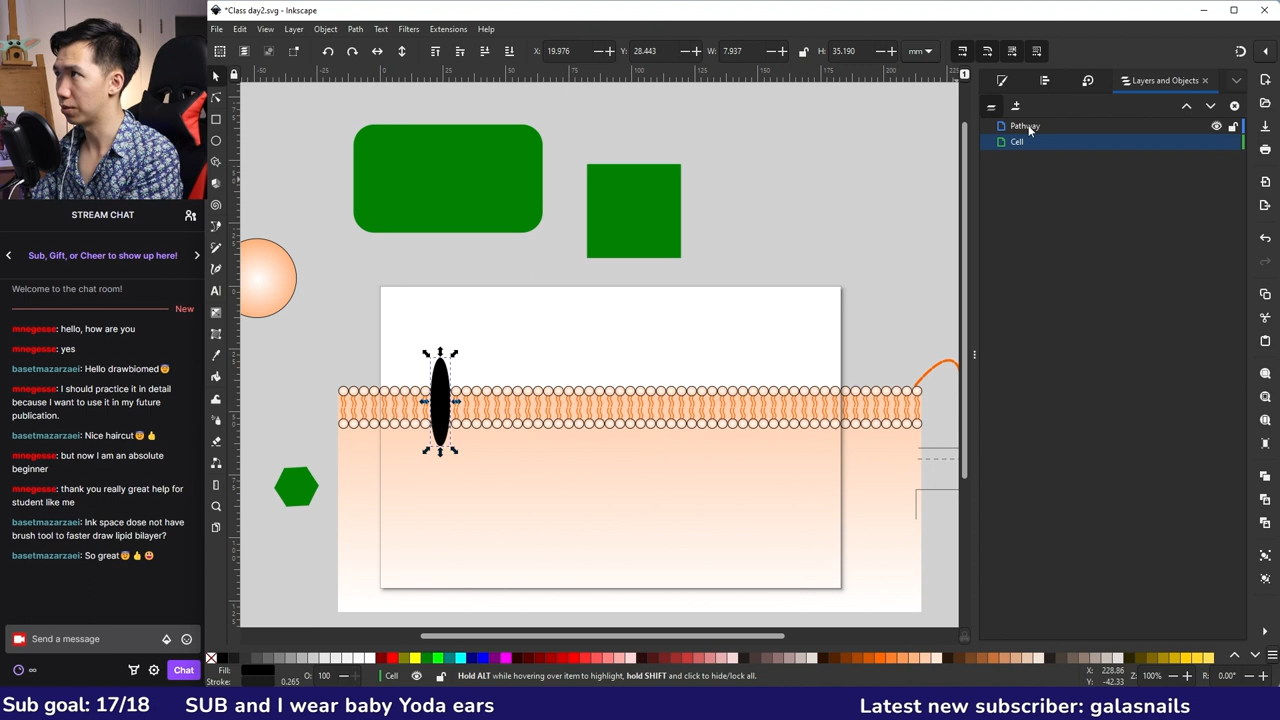 *Class day2.svg - Inkscape
File Edit View Layer Object Path Text Filters Extensions Help
X: 19.976 Y: 28.443 W: 7.937 H: 35.190 mm
Layers and Objects
Pathway
Cell
STREAM CHAT
Sub, Gift, or Cheer to show up here!
Welcome to the chat room!
New
mnegesse: hello, how are you
mnegesse: yes
basetmazarzaei: Hello drawbiomed
mnegesse: I should practice it in detail
because I want to use it in my future
publication.
basetmazarzaei: Nice haircut
mnegesse: but now I am an absolute
beginner
mnegesse: thank you really great help for
student like me
basetmazarzaei: Ink space dose not have
brush tool to faster draw lipid bilayer?
basetmazarzaei: So great
Send a message
Chat
Fill:
Stroke: 0.265 O: 100 Cell Hold ALT while hovering over item to highlight, hold SHIFT and click to hide/lock all.
X: 228.86
Y: -42.33
Z: 100% R: 0.00°
Sub goal: 17/18 SUB and I wear baby Yoda ears Latest new subscriber: galasnails